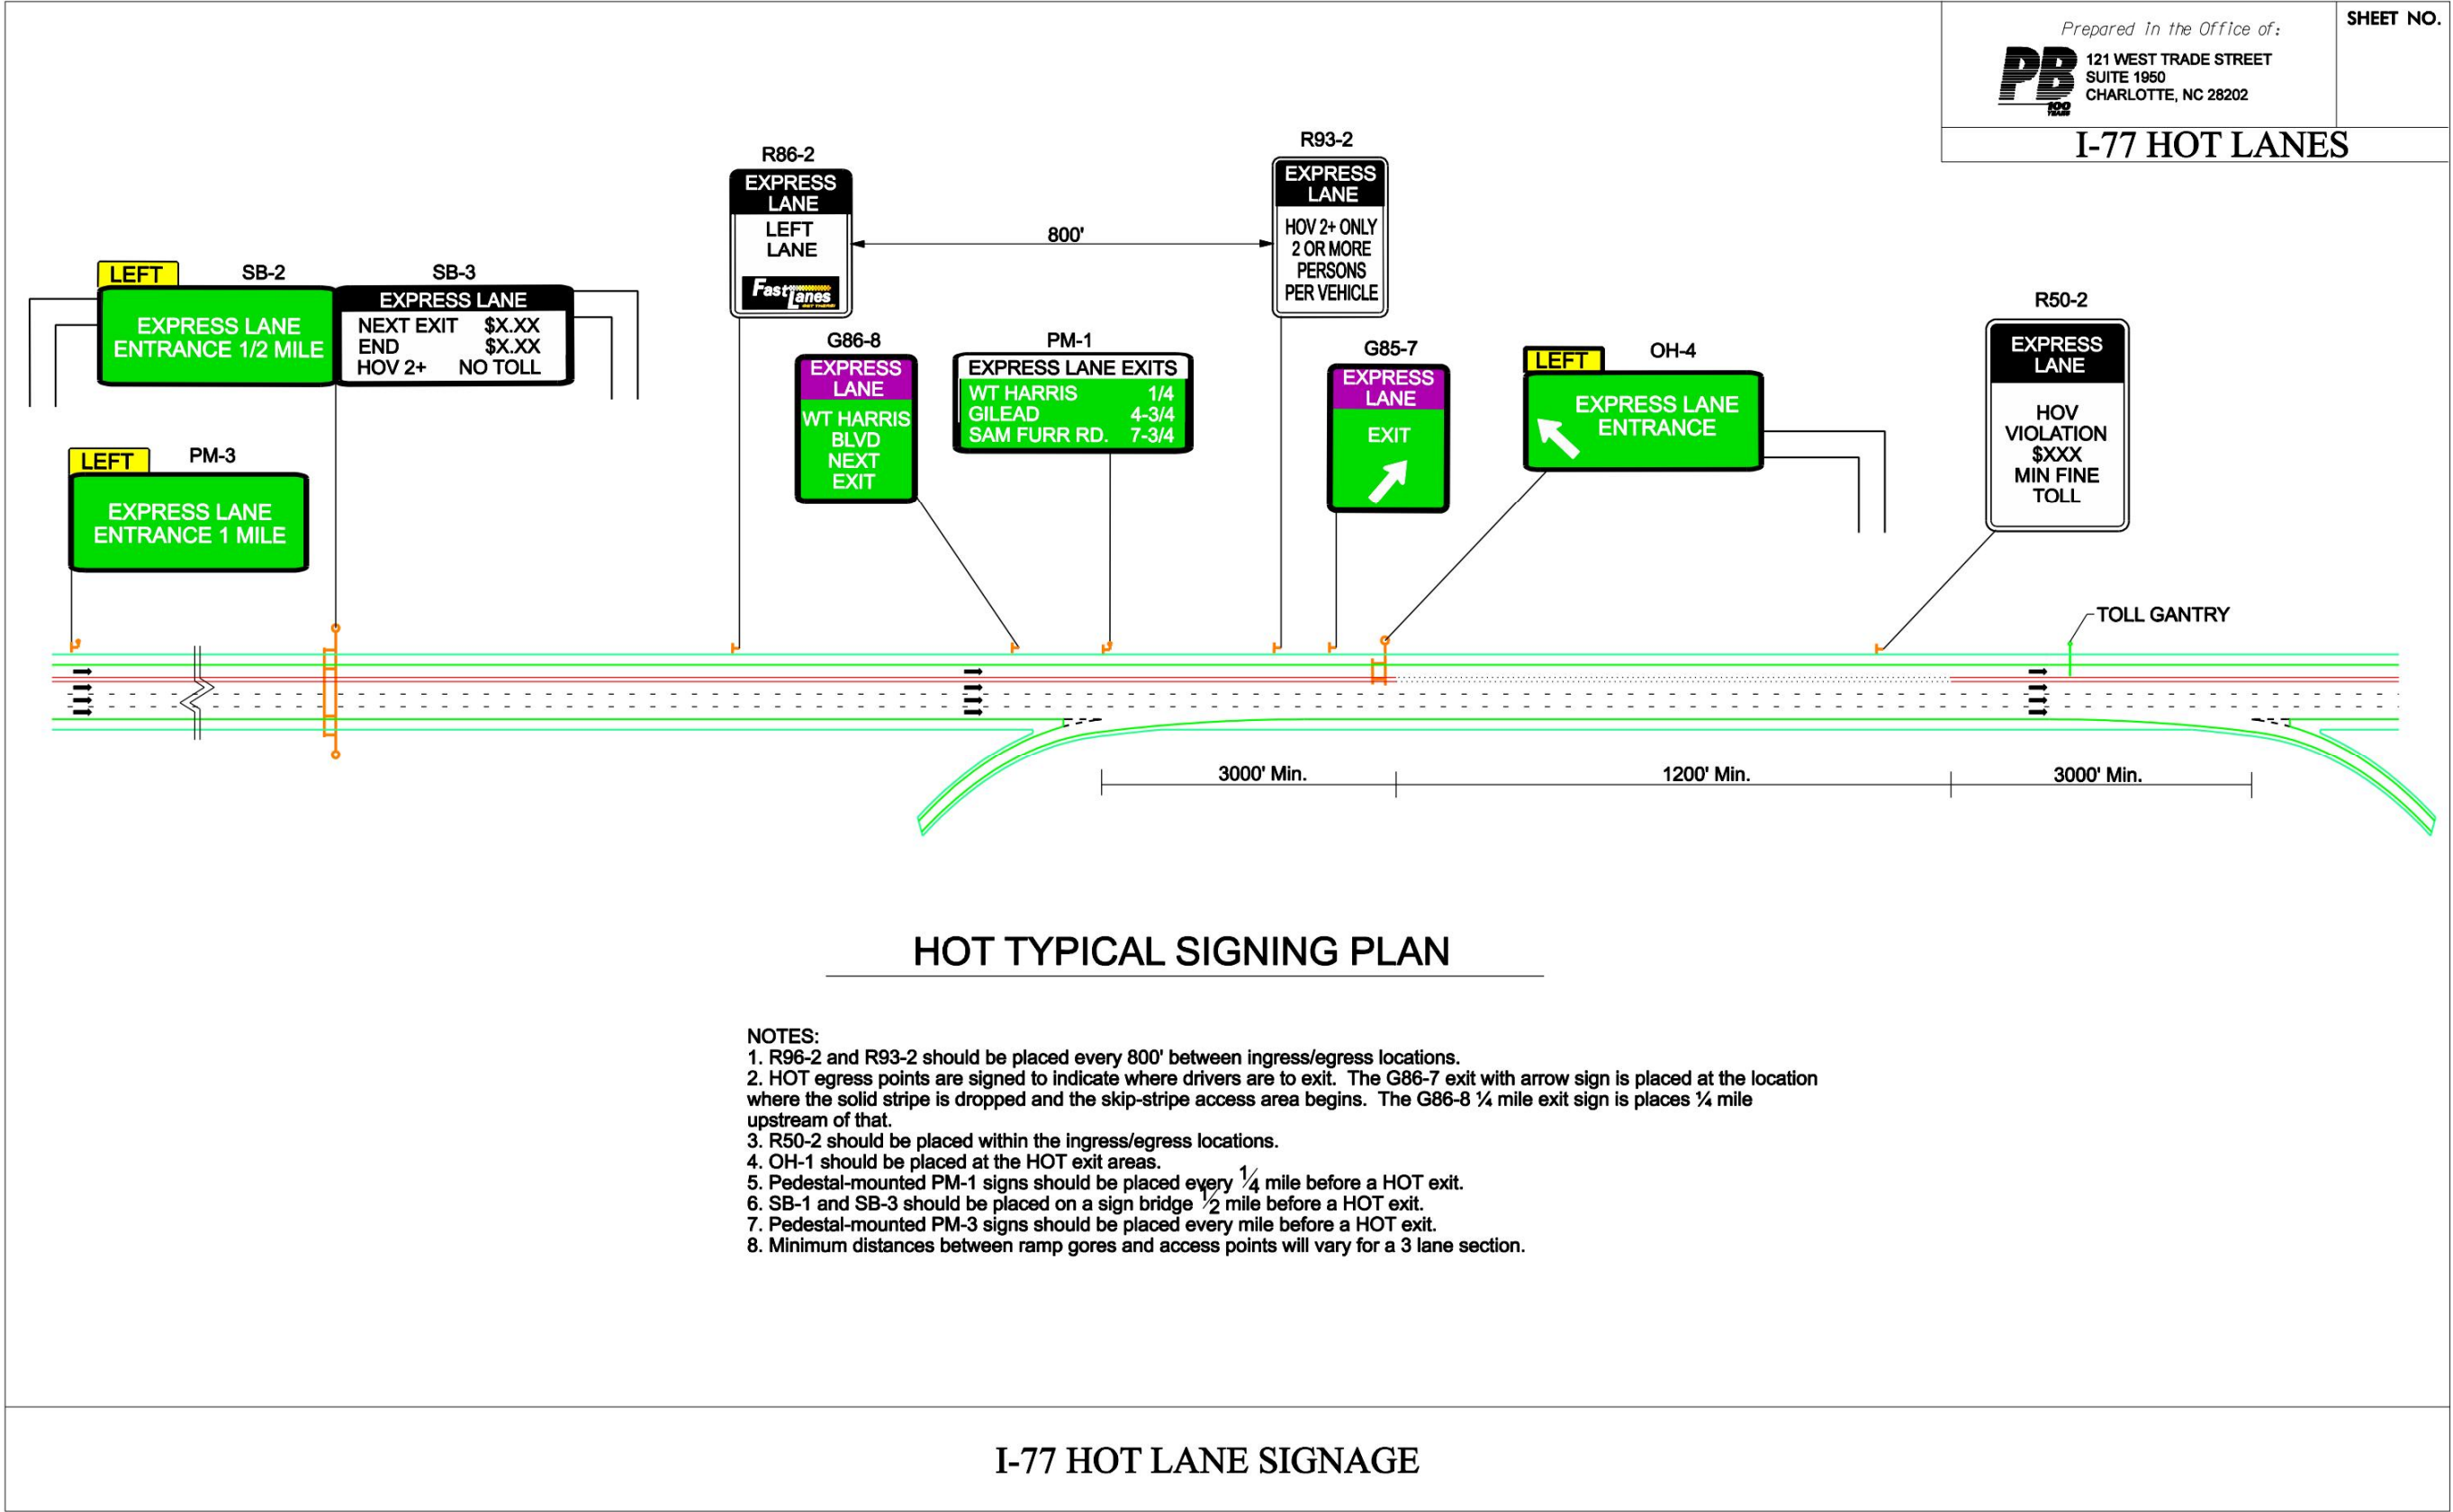 Prepared in the Office of:
SHEET NO.
PB
100
YEARS
121 WEST TRADE STREET
SUITE 1950
CHARLOTTE, NC 28202
I-77 HOT LANES
R86-2
EXPRESS
LANE
LEFT
LANE
FastLanes
GET THERE!
800'
R93-2
EXPRESS
LANE
HOV 2+ ONLY
2 OR MORE
PERSONS
PER VEHICLE
LEFT
SB-2
EXPRESS LANE
ENTRANCE 1/2 MILE
SB-3
EXPRESS LANE
NEXT EXIT $X.XX
END $X.XX
HOV 2+ NO TOLL
R50-2
EXPRESS
LANE
HOV
VIOLATION
$XXX
MIN FINE
TOLL
G86-8
EXPRESS
LANE
WT HARRIS
BLVD
NEXT
EXIT
PM-1
EXPRESS LANE EXITS
WT HARRIS 1/4
GILEAD 4-3/4
SAM FURR RD. 7-3/4
G85-7
EXPRESS
LANE
EXIT
LEFT
OH-4
EXPRESS LANE
ENTRANCE
LEFT
PM-3
EXPRESS LANE
ENTRANCE 1 MILE
TOLL GANTRY
3000' Min.
1200' Min.
3000' Min.
HOT TYPICAL SIGNING PLAN
NOTES:
1. R96-2 and R93-2 should be placed every 800' between ingress/egress locations.
2. HOT egress points are signed to indicate where drivers are to exit. The G86-7 exit with arrow sign is placed at the location
where the solid stripe is dropped and the skip-stripe access area begins. The G86-8 ¼ mile exit sign is places ¼ mile
upstream of that.
3. R50-2 should be placed within the ingress/egress locations.
4. OH-1 should be placed at the HOT exit areas.
5. Pedestal-mounted PM-1 signs should be placed every 1/4 mile before a HOT exit.
6. SB-1 and SB-3 should be placed on a sign bridge 1/2 mile before a HOT exit.
7. Pedestal-mounted PM-3 signs should be placed every mile before a HOT exit.
8. Minimum distances between ramp gores and access points will vary for a 3 lane section.
I-77 HOT LANE SIGNAGE